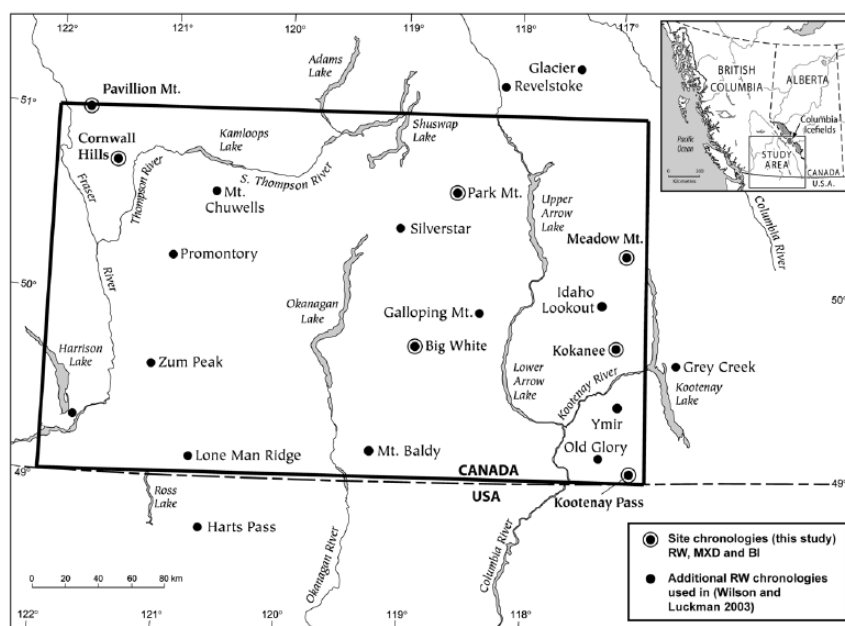 122°
121°
120°
119°
118°
117°
Adams
Lake
Glacier
Revelstoke
51°
Pavillion Mt.
Cornwall
Hills
Kamloops
Lake
Shuswap
Lake
S. Thompson River
Thompson River
Fraser
River
Mt.
Chuwells
Park Mt.
Upper
Arrow
Lake
Silverstar
Meadow Mt.
Promontory
Columbia River
50°
50°
Okanagan
Lake
Galloping Mt.
Idaho
Lookout
Harrison
Lake
Big White
Kokanee
Zum Peak
Lower
Arrow
Lake
Kootenay River
Grey Creek
Kootenay
Lake
Ymir
Old Glory
Lone Man Ridge
Mt. Baldy
CANADA
USA
49°
49°
Kootenay Pass
Ross
Lake
Harts Pass
Okanagan River
Columbia River
0 20 40 60 80 km
122°
121°
120°
119°
118°
BRITISH
COLUMBIA
ALBERTA
Pacific
Ocean
Columbia
Icefields
STUDY
AREA
CANADA
U.S.A.
Site chronologies (this study)
RW, MXD and BI
Additional RW chronologies
used in (Wilson and
Luckman 2003)